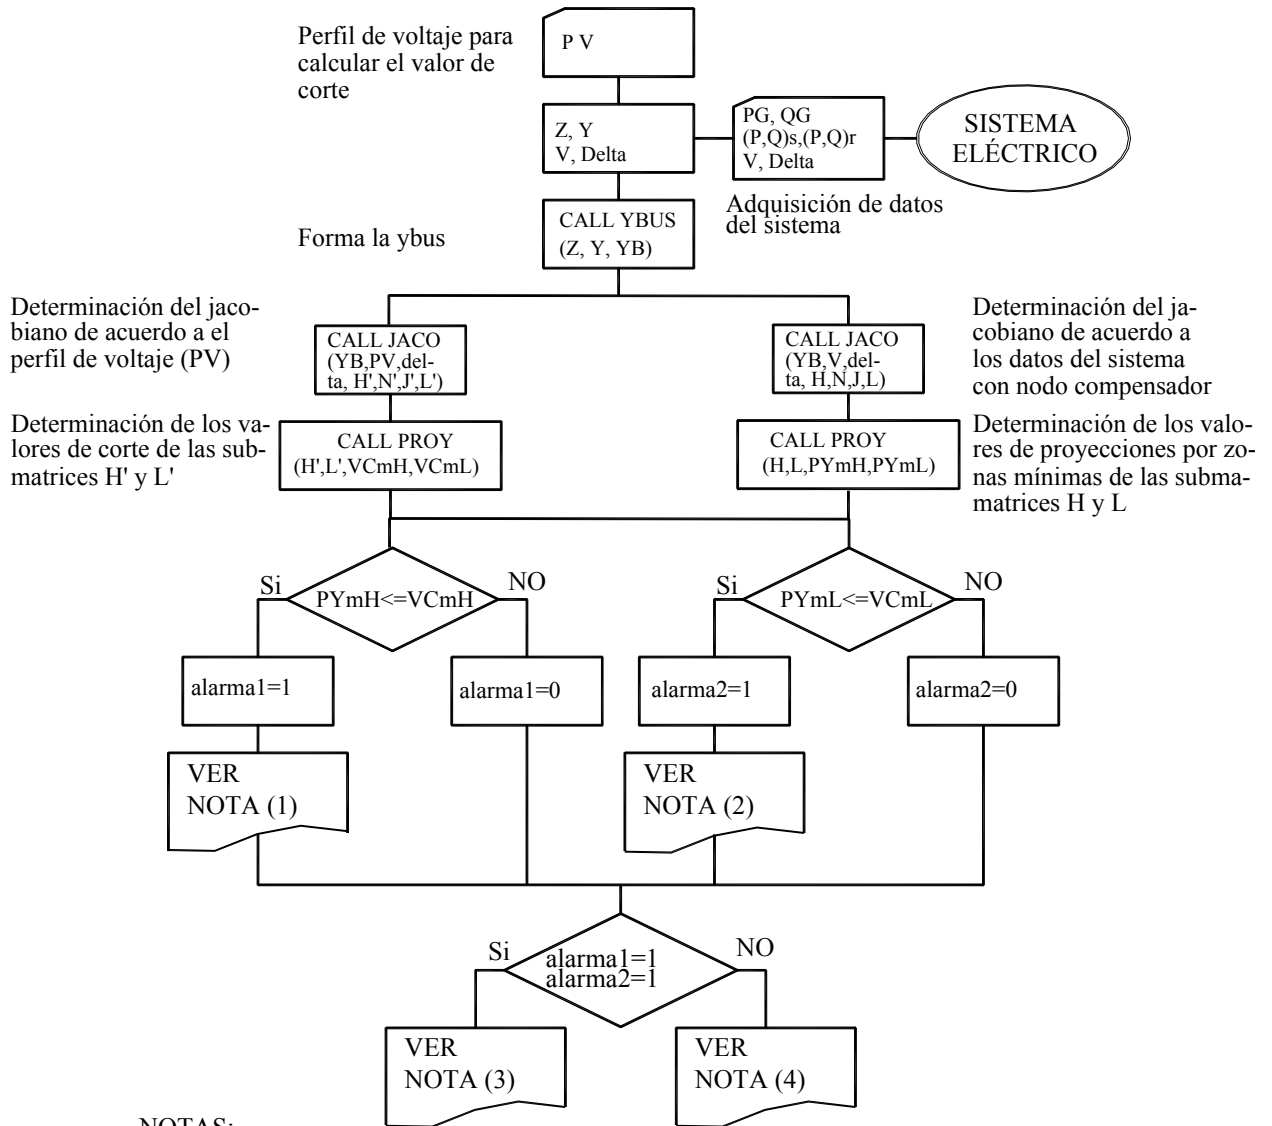 Perfil de voltaje para
calcular el valor de
corte
P V
Z, Y
V, Delta
PG, QG
(P,Q)s,(P,Q)r
V, Delta
SISTEMA
ELÉCTRICO
Adquisición de datos
del sistema
Forma la ybus
CALL YBUS
(Z, Y, YB)
Determinación del jaco-
biano de acuerdo a el
perfil de voltaje (PV)
CALL JACO
(YB,PV,del-
ta, H',N',J',L')
CALL JACO
(YB,V,del-
ta, H,N,J,L)
Determinación del ja-
cobiano de acuerdo a
los datos del sistema
con nodo compensador
Determinación de los va-
lores de corte de las sub-
matrices H' y L'
CALL PROY
(H',L',VCmH,VCmL)
CALL PROY
(H,L,PYmH,PYmL)
Determinación de los valo-
res de proyecciones por zo-
nas mínimas de las subma-
matrices H y L
Si
PYmH<=VCmH
NO
Si
PYmL<=VCmL
NO
alarma1=1
alarma1=0
alarma2=1
alarma2=0
VER
NOTA (1)
VER
NOTA (2)
Si
alarma1=1
alarma2=1
NO
VER
NOTA (3)
VER
NOTA (4)
NOTAS: